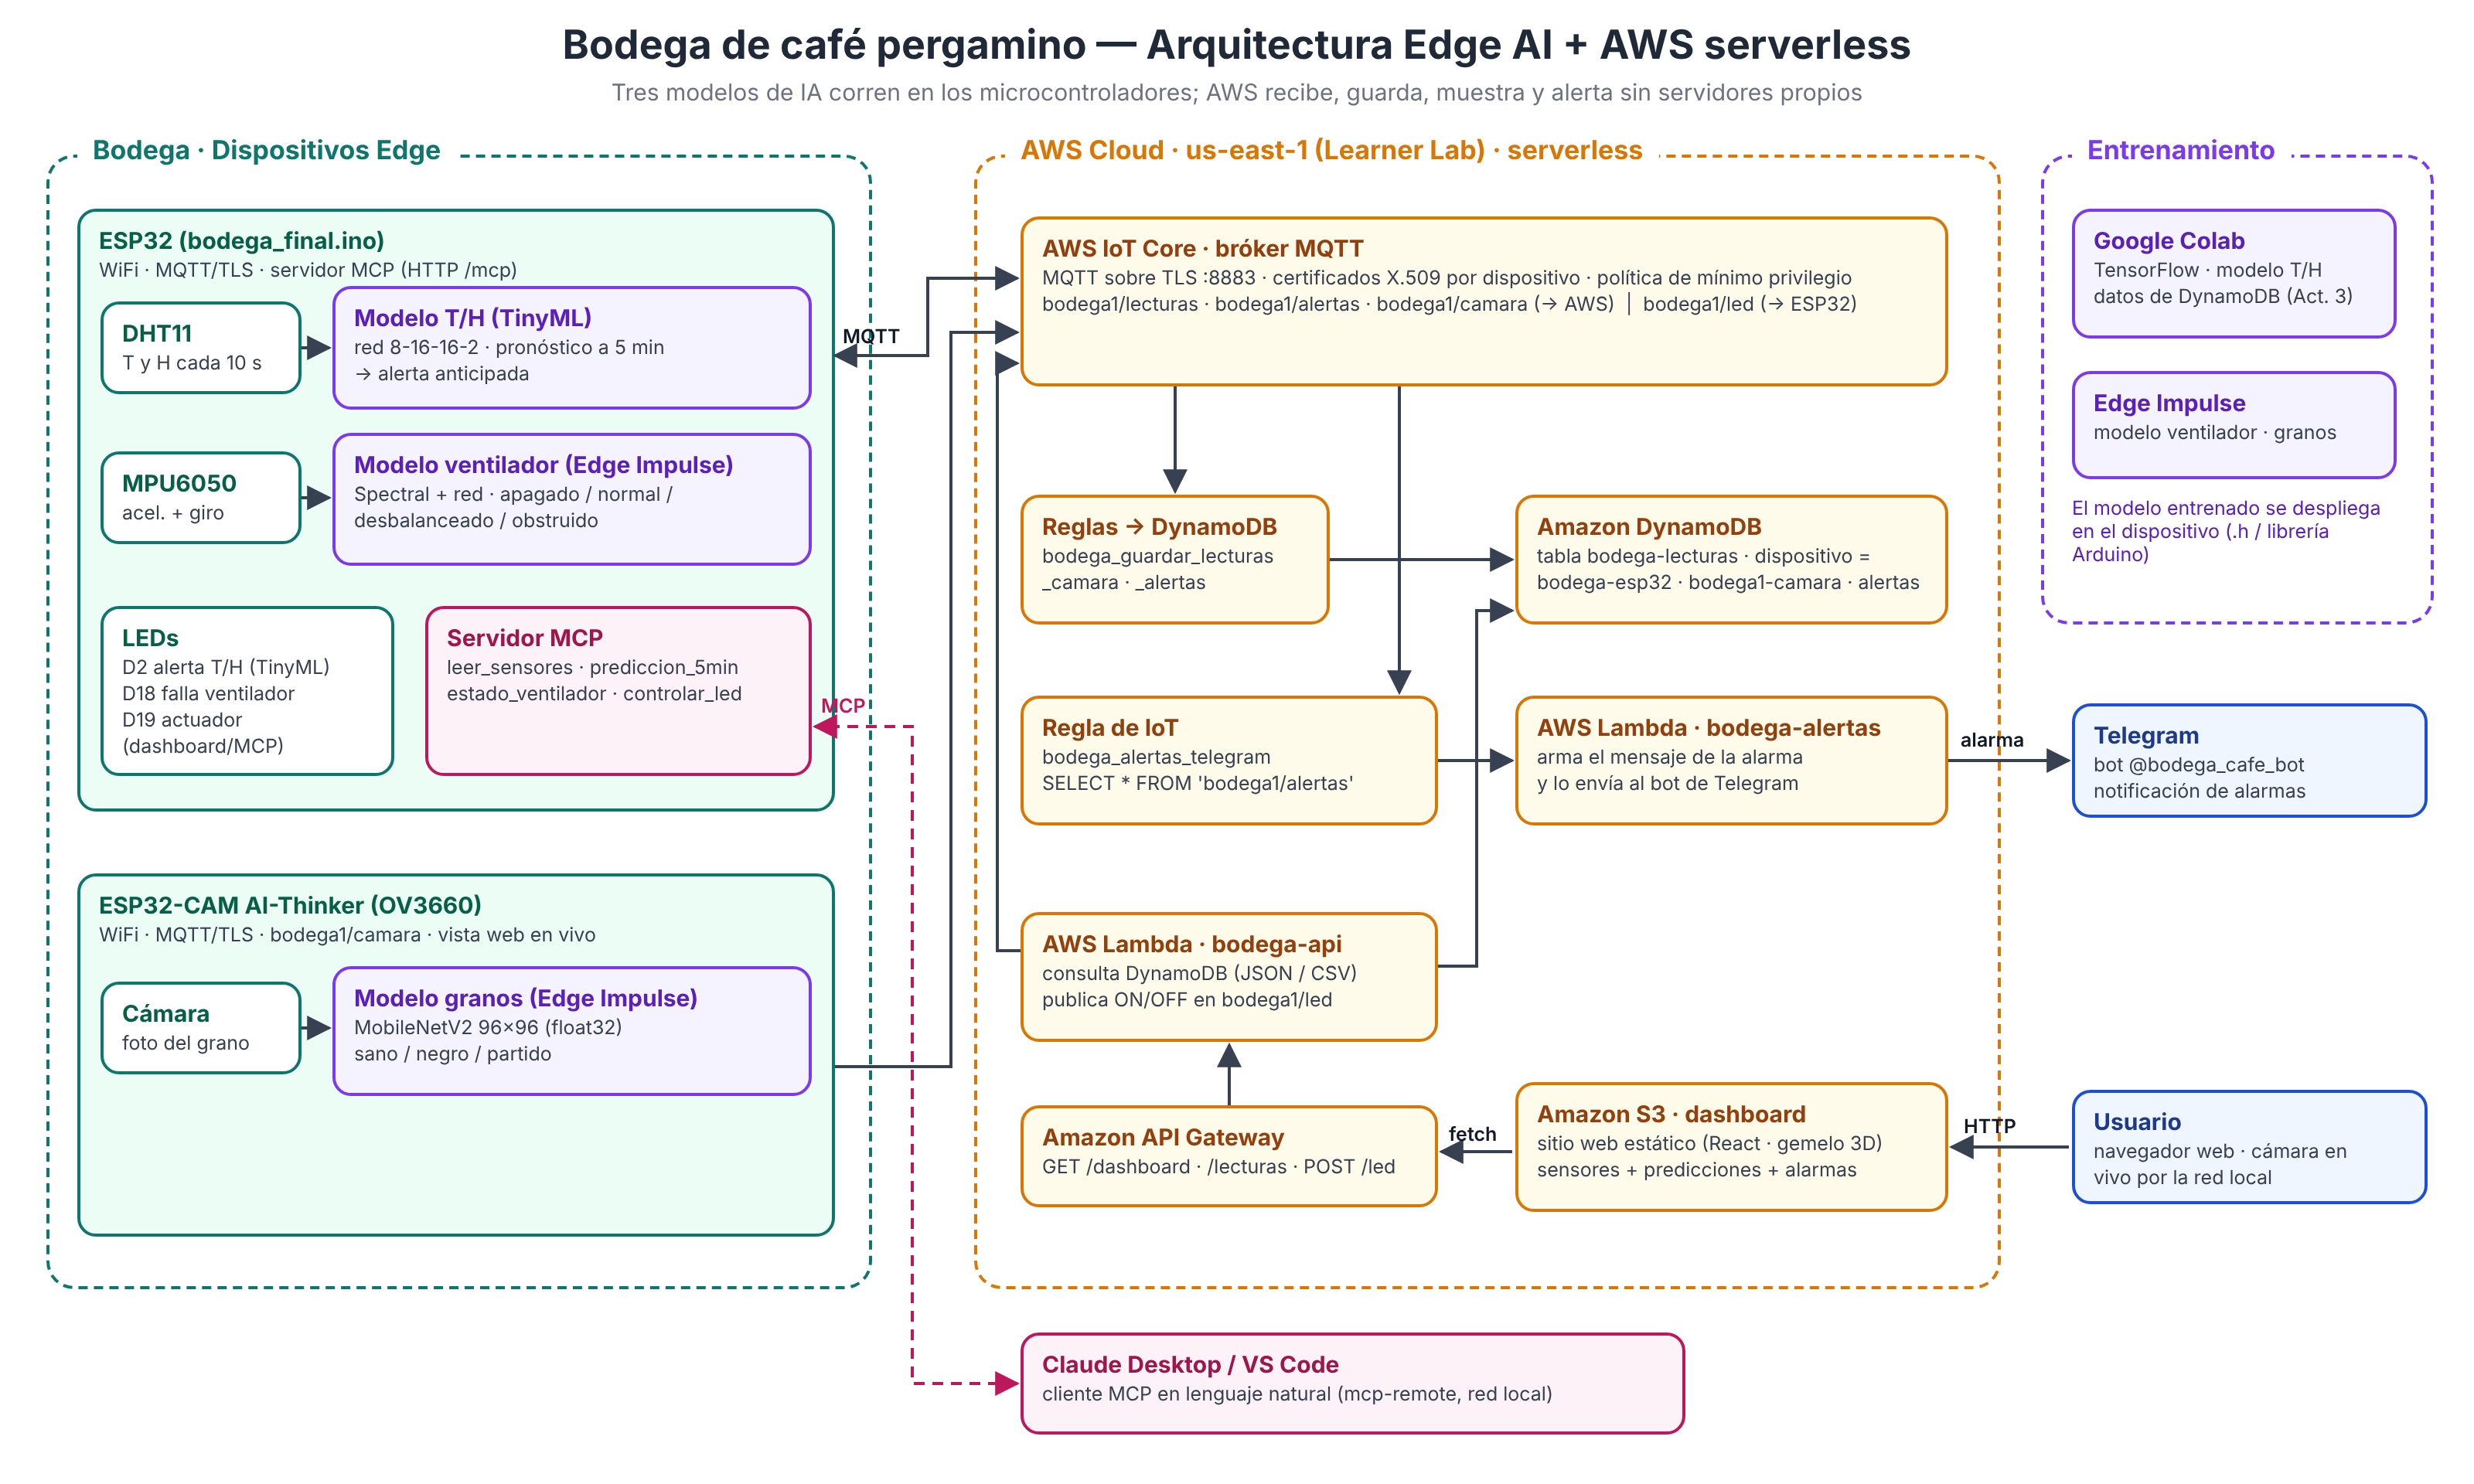 Bodega de café pergamino — Arquitectura Edge AI + AWS serverless
Tres modelos de IA corren en los microcontroladores; AWS recibe, guarda, muestra y alerta sin servidores propios
Bodega · Dispositivos Edge
ESP32 (bodega_final.ino)
WiFi · MQTT/TLS · servidor MCP (HTTP /mcp)
DHT11
T y H cada 10 s
Modelo T/H (TinyML)
red 8-16-16-2 · pronóstico a 5 min
→ alerta anticipada
MPU6050
acel. + giro
Modelo ventilador (Edge Impulse)
Spectral + red · apagado / normal /
desbalanceado / obstruido
LEDs
D2 alerta T/H (TinyML)
D18 falla ventilador
D19 actuador
(dashboard/MCP)
Servidor MCP
leer_sensores · prediccion_5min
estado_ventilador · controlar_led
ESP32-CAM AI-Thinker (OV3660)
WiFi · MQTT/TLS · bodega1/camara · vista web en vivo
Cámara
foto del grano
Modelo granos (Edge Impulse)
MobileNetV2 96×96 (float32)
sano / negro / partido
MQTT
MCP
AWS Cloud · us-east-1 (Learner Lab) · serverless
AWS IoT Core · bróker MQTT
MQTT sobre TLS :8883 · certificados X.509 por dispositivo · política de mínimo privilegio
bodega1/lecturas · bodega1/alertas · bodega1/camara (→ AWS) | bodega1/led (→ ESP32)
Reglas → DynamoDB
bodega_guardar_lecturas
_camara · _alertas
Amazon DynamoDB
tabla bodega-lecturas · dispositivo =
bodega-esp32 · bodega1-camara · alertas
Regla de IoT
bodega_alertas_telegram
SELECT * FROM 'bodega1/alertas'
AWS Lambda · bodega-alertas
arma el mensaje de la alarma
y lo envía al bot de Telegram
AWS Lambda · bodega-api
consulta DynamoDB (JSON / CSV)
publica ON/OFF en bodega1/led
Amazon API Gateway
GET /dashboard · /lecturas · POST /led
fetch
Amazon S3 · dashboard
sitio web estático (React · gemelo 3D)
sensores + predicciones + alarmas
alarma
HTTP
Entrenamiento
Google Colab
TensorFlow · modelo T/H
datos de DynamoDB (Act. 3)
Edge Impulse
modelo ventilador · granos
El modelo entrenado se despliega
en el dispositivo (.h / librería
Arduino)
Telegram
bot @bodega_cafe_bot
notificación de alarmas
Usuario
navegador web · cámara en
vivo por la red local
Claude Desktop / VS Code
cliente MCP en lenguaje natural (mcp-remote, red local)